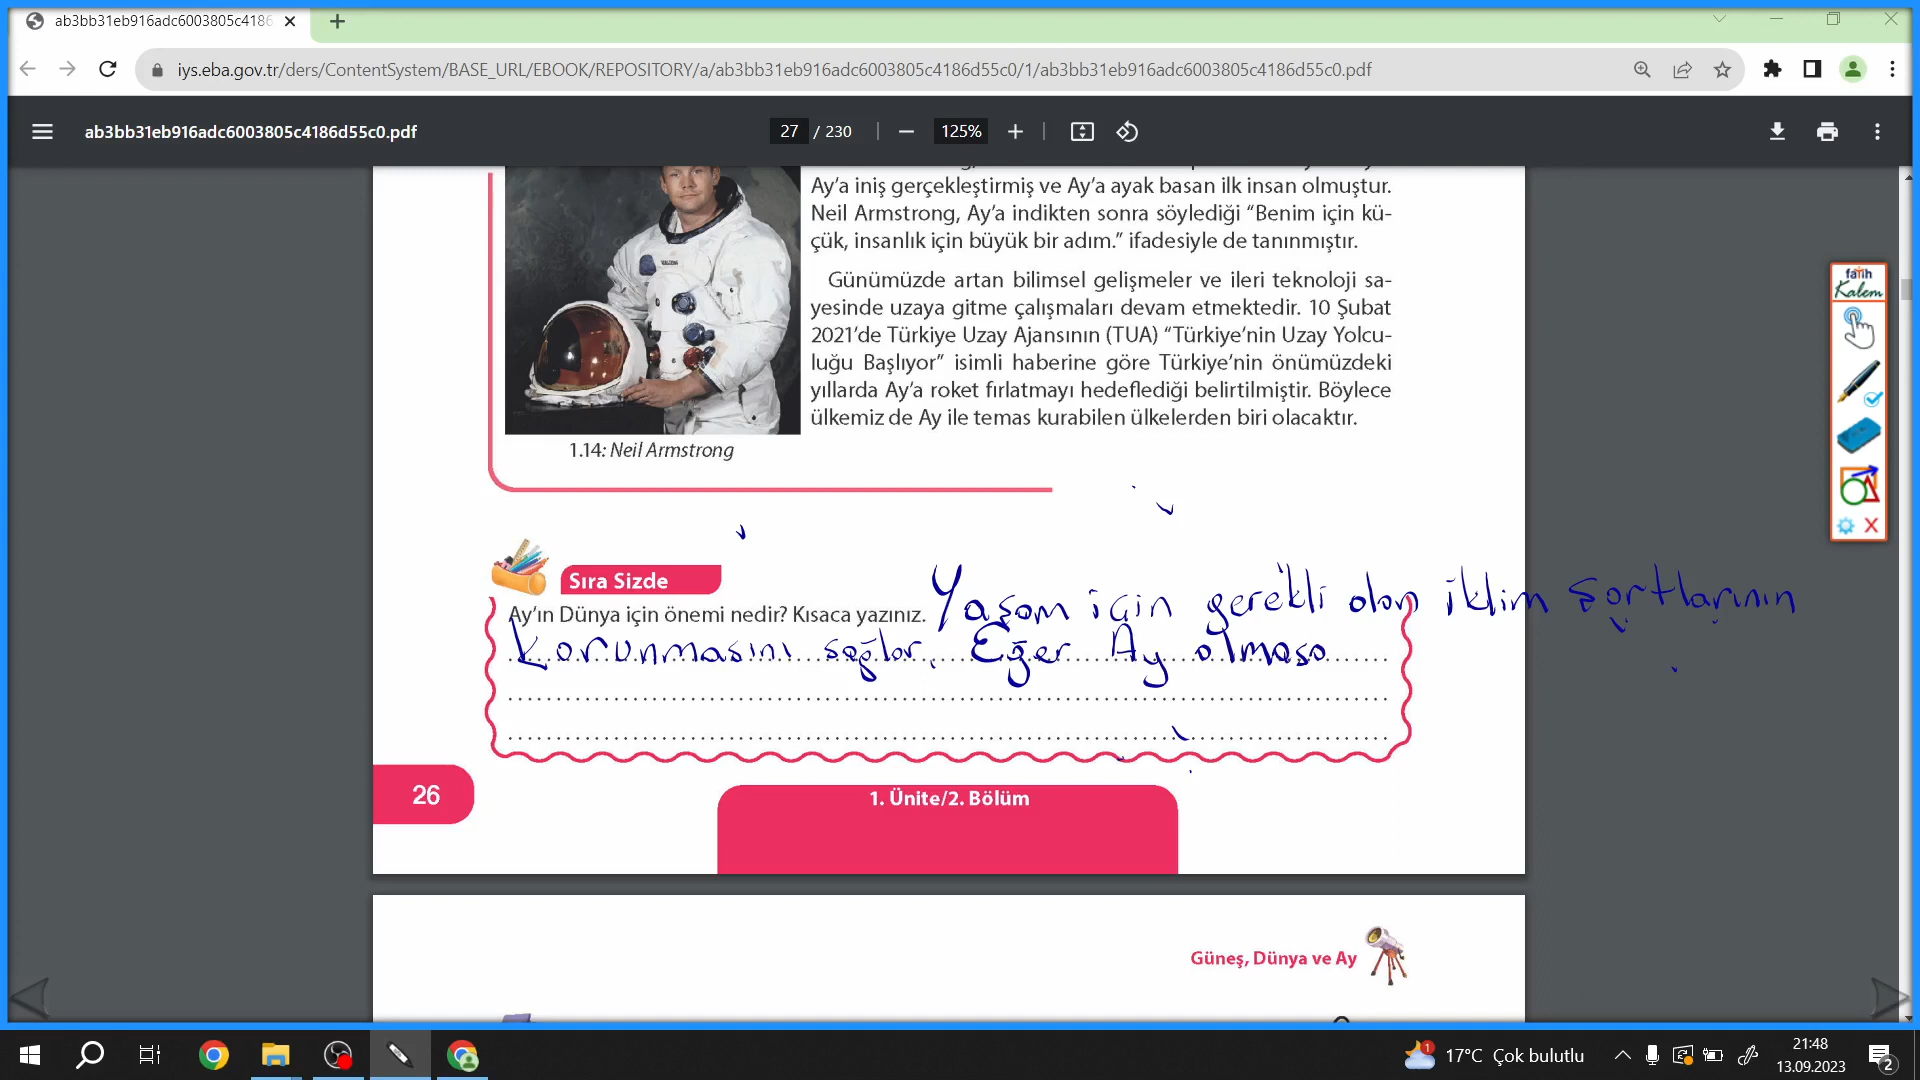 ab3bb31eb916adc6003805c4186
iys.eba.gov.tr/ders/ContentSystem/BASE_URL/EBOOK/REPOSITORY/a/ab3bb31eb916adc6003805c4186d55c0/1/ab3bb31eb916adc6003805c4186d55c0.pdf
ab3bb31eb916adc6003805c4186d55c0.pdf
27 / 230
125%
Ay’a iniş gerçekleştirmiş ve Ay’a ayak basan ilk insan olmuştur.
Neil Armstrong, Ay’a indikten sonra söylediği “Benim için kü-
çük, insanlık için büyük bir adım.” ifadesiyle de tanınmıştır.
Günümüzde artan bilimsel gelişmeler ve ileri teknoloji sa-
yesinde uzaya gitme çalışmaları devam etmektedir. 10 Şubat
2021’de Türkiye Uzay Ajansının (TUA) “Türkiye’nin Uzay Yolcu-
luğu Başlıyor” isimli haberine göre Türkiye’nin önümüzdeki
yıllarda Ay’a roket fırlatmayı hedeflediği belirtilmiştir. Böylece
ülkemiz de Ay ile temas kurabilen ülkelerden biri olacaktır.
1.14: Neil Armstrong
fatih
Kalem
Sıra Sizde
Ay’ın Dünya için önemi nedir? Kısaca yazınız. Yaşam için gerekli olan iklim şartlarının
korunmasını sağlar. Eğer Ay olmasa
26
1. Ünite/2. Bölüm
Güneş, Dünya ve Ay
1
17°C Çok bulutlu
21:48
13.09.2023
2